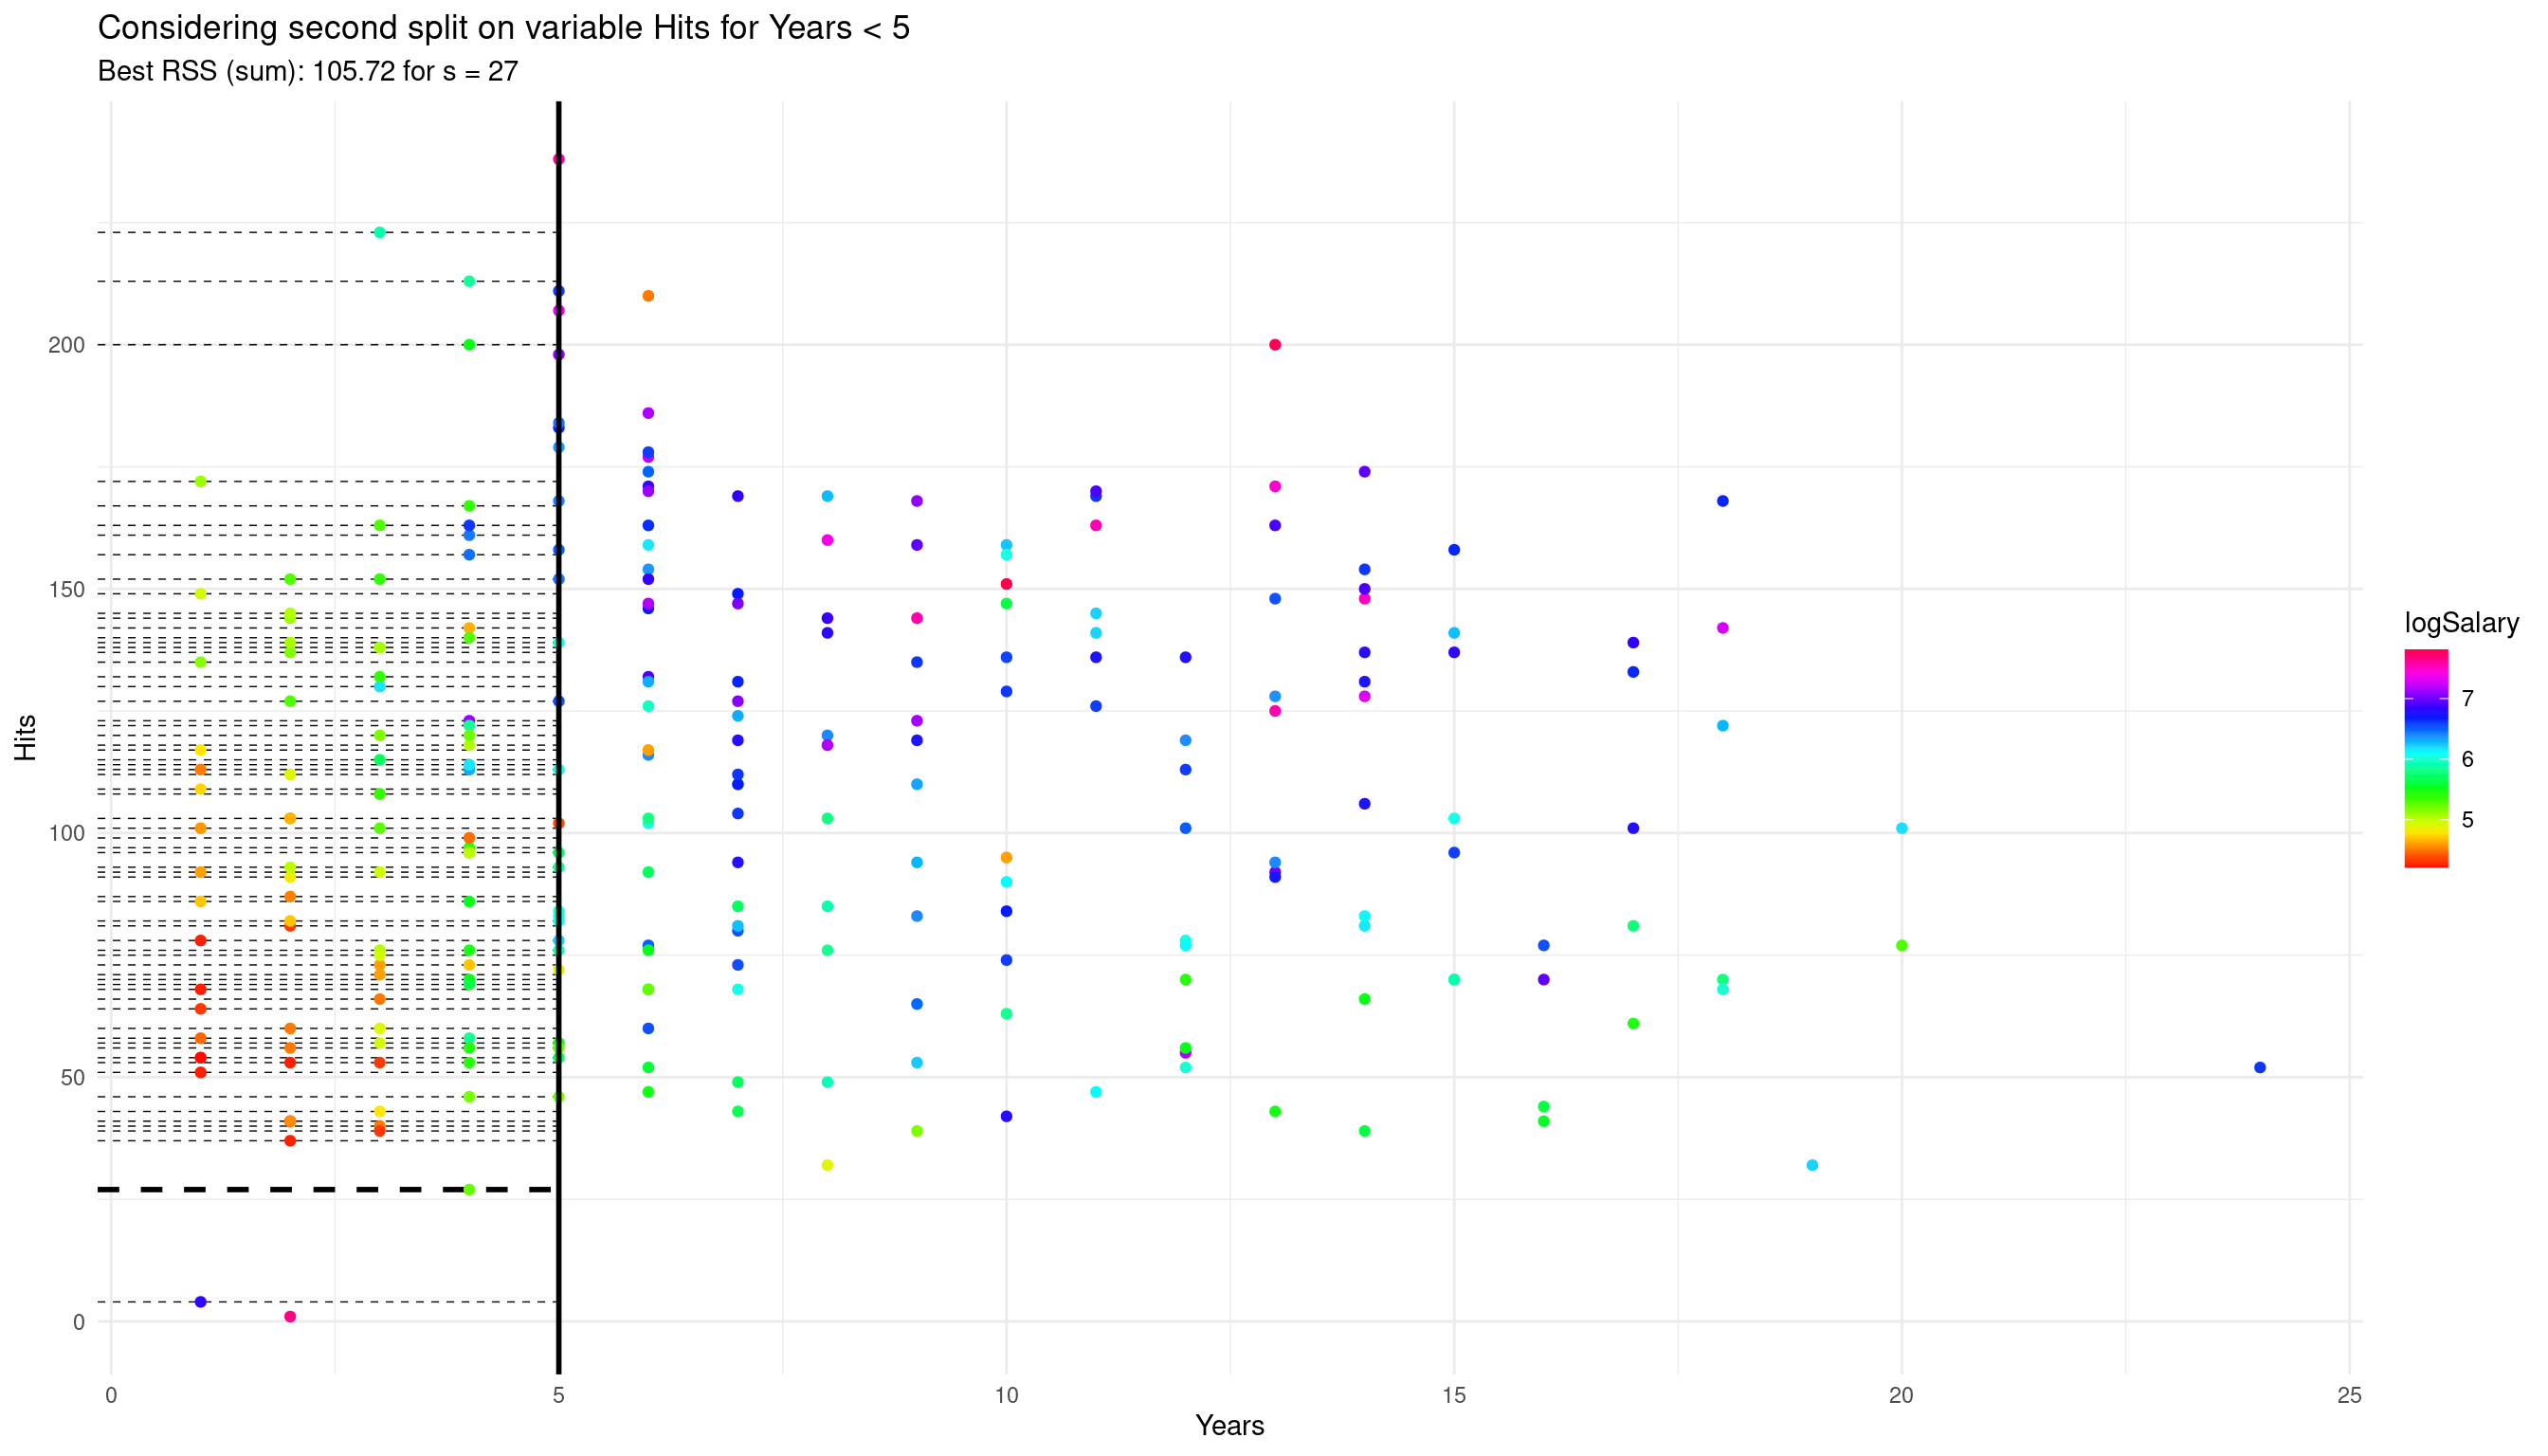 Considering second split on variable Hits for Years < 5
Best RSS (sum): 105.72 for s = 27
200
150
100
50
0
Hits
0 5 10 15 20 25
Years
logSalary
7
6
5